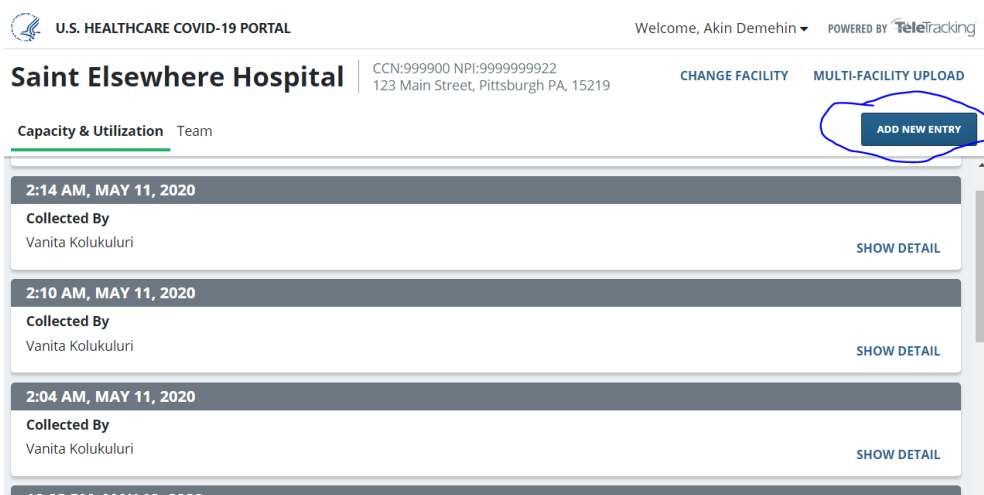 U.S. HEALTHCARE COVID-19 PORTAL
Welcome, Akin Demehin
POWERED BY TeleTracking
Saint Elsewhere Hospital
CCN:999900 NPI:9999999922
123 Main Street, Pittsburgh PA, 15219
CHANGE FACILITY
MULTI-FACILITY UPLOAD
Capacity & Utilization
Team
ADD NEW ENTRY
2:14 AM, MAY 11, 2020
Collected By
Vanita Kolukuluri
SHOW DETAIL
2:10 AM, MAY 11, 2020
Collected By
Vanita Kolukuluri
SHOW DETAIL
2:04 AM, MAY 11, 2020
Collected By
Vanita Kolukuluri
SHOW DETAIL